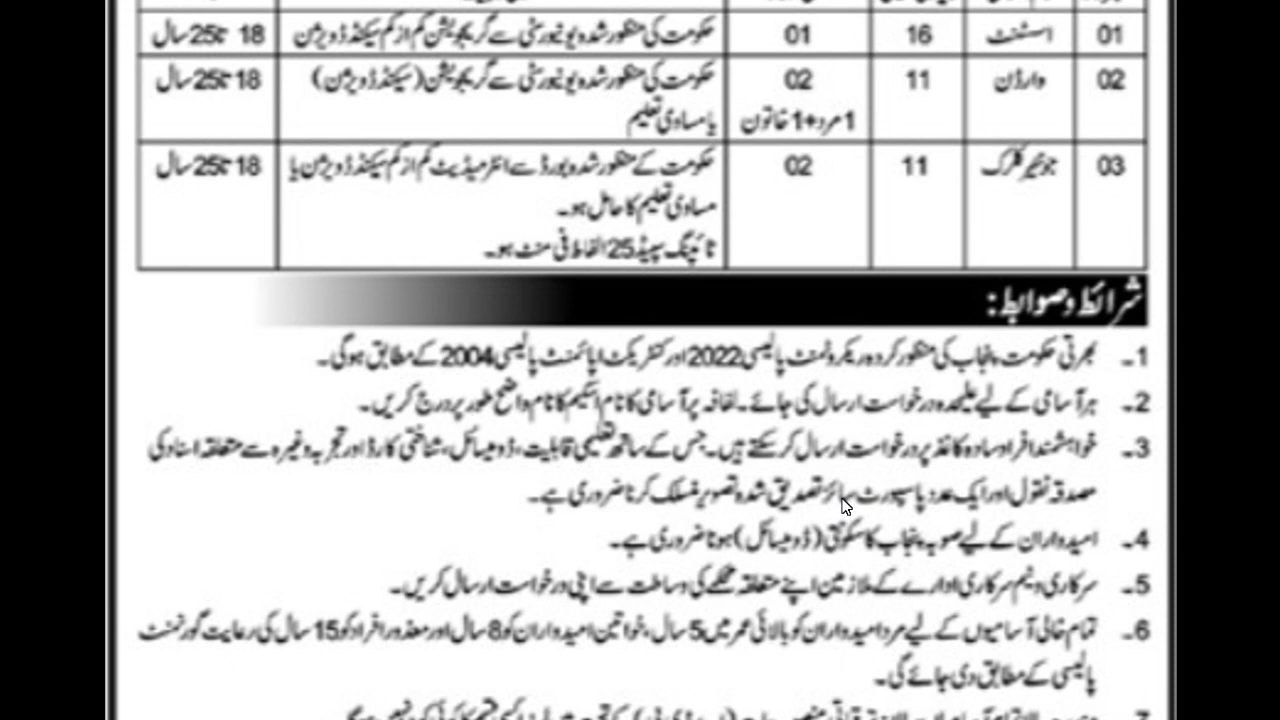 01 اسسٹنٹ 16 01 حکومت کی منظور شدہ یونیورسٹی سے گریجویشن کم از کم سیکنڈ ڈویژن 18 تا 25 سال
02 وارڈن 11 02 حکومت کی منظور شدہ یونیورسٹی سے گریجویشن (سیکنڈ ڈویژن) 18 تا 25 سال
1 مرد + 1 خاتون یا مساوی تعلیم
03 جونیئر کلرک 11 02 حکومت کے منظور شدہ بورڈ سے انٹرمیڈیٹ کم از کم سیکنڈ ڈویژن یا 18 تا 25 سال
مساوی تعلیم کا حامل ہو۔
ٹائپنگ سپیڈ 25 الفاظ فی منٹ ہو۔
شرائط و ضوابط:
1۔ بھرتی حکومت پنجاب کی منظور کردہ ریکروٹمنٹ پالیسی 2022 اور کنٹریکٹ اپائنمنٹ پالیسی 2004 کے مطابق ہوگی۔
2۔ ہر آسامی کے لیے علیحدہ درخواست ارسال کی جائے۔ لفافہ پر آسامی کا نام / سکیم کا نام واضح طور پر درج کریں۔
3۔ خواہشمند افراد سادہ کاغذ پر درخواست ارسال کر سکتے ہیں۔ جس کے ساتھ تعلیمی قابلیت، ڈومیسائل، شناختی کارڈ اور تجربہ وغیرہ سے متعلقہ اسناد کی
مصدقہ نقول اور ایک عدد پاسپورٹ سائز تصدیق شدہ تصویر منسلک کرنا ضروری ہے۔
4۔ امیدواران کے لیے صوبہ پنجاب کا سکونتی (ڈومیسائل) ہونا ضروری ہے۔
5۔ سرکاری و نیم سرکاری ادارے کے ملازمین اپنے متعلقہ محکمے کی وساطت سے اپنی درخواست ارسال کریں۔
6۔ تمام خالی آسامیوں کے لیے مرد امیدواران کو بالائی عمر میں 5 سال، خواتین امیدواران کو 8 سال اور معذور افراد کو 15 سال کی رعایت گورنمنٹ
پالیسی کے مطابق دی جائے گی۔